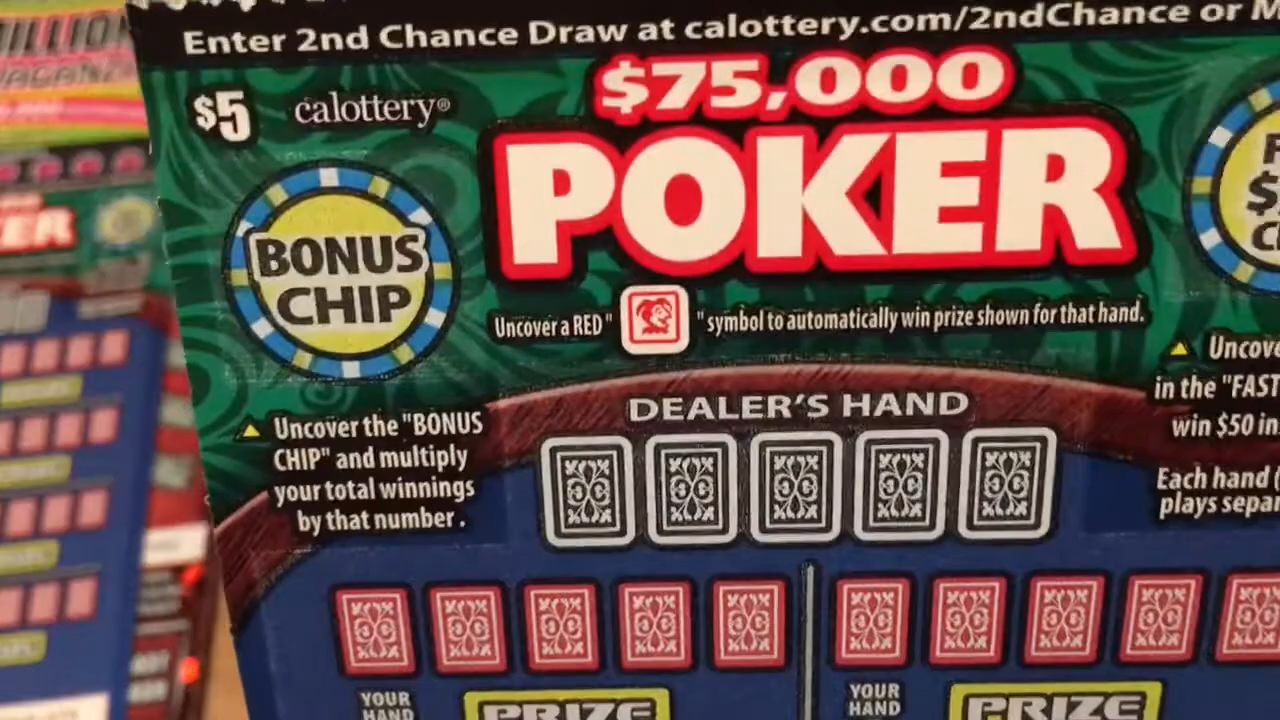 Enter 2nd Chance Draw at calottery.com/2ndChance or M
$5 calottery®
$75,000
POKER
BONUS
CHIP
Uncover a RED " " symbol to automatically win prize shown for that hand.
▲ Uncover the "BONUS
CHIP" and multiply
your total winnings
by that number.
DEALER'S HAND
in the "FAST
win $50 in
Each hand
YOUR
HAND
PRIZE
YOUR
HAND
PRIZE